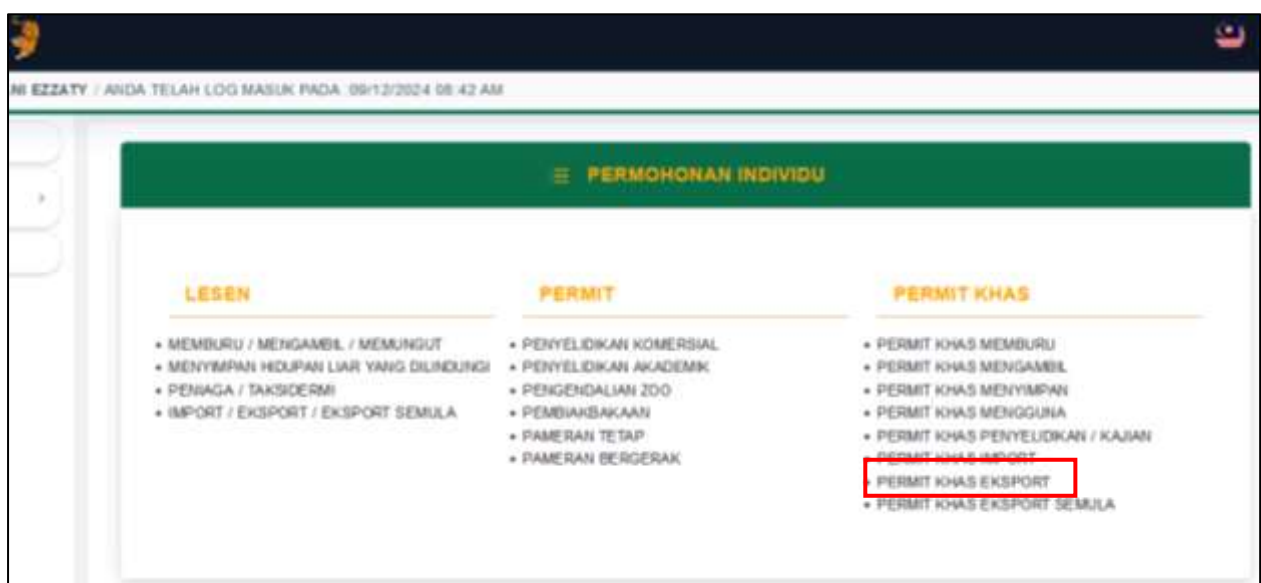 NI EZZATY / ANDA TELAH LOG MASUK PADA : 09/12/2024 08:42 AM
PERMOHONAN INDIVIDU
LESEN
• MEMBURU / MENGAMBIL / MEMUNGUT
• MENYIMPAN HIDUPAN LIAR YANG DILINDUNGI
• PENIAGA / TAKSIDERMI
• IMPORT / EKSPORT / EKSPORT SEMULA
PERMIT
• PENYELIDIKAN KOMERSIAL
• PENYELIDIKAN AKADEMIK
• PENGENDALIAN ZOO
• PEMBIAKBAKAAN
• PAMERAN TETAP
• PAMERAN BERGERAK
PERMIT KHAS
• PERMIT KHAS MEMBURU
• PERMIT KHAS MENGAMBIL
• PERMIT KHAS MENYIMPAN
• PERMIT KHAS MENGGUNA
• PERMIT KHAS PENYELIDIKAN / KAJIAN
• PERMIT KHAS IMPORT
• PERMIT KHAS EKSPORT
• PERMIT KHAS EKSPORT SEMULA